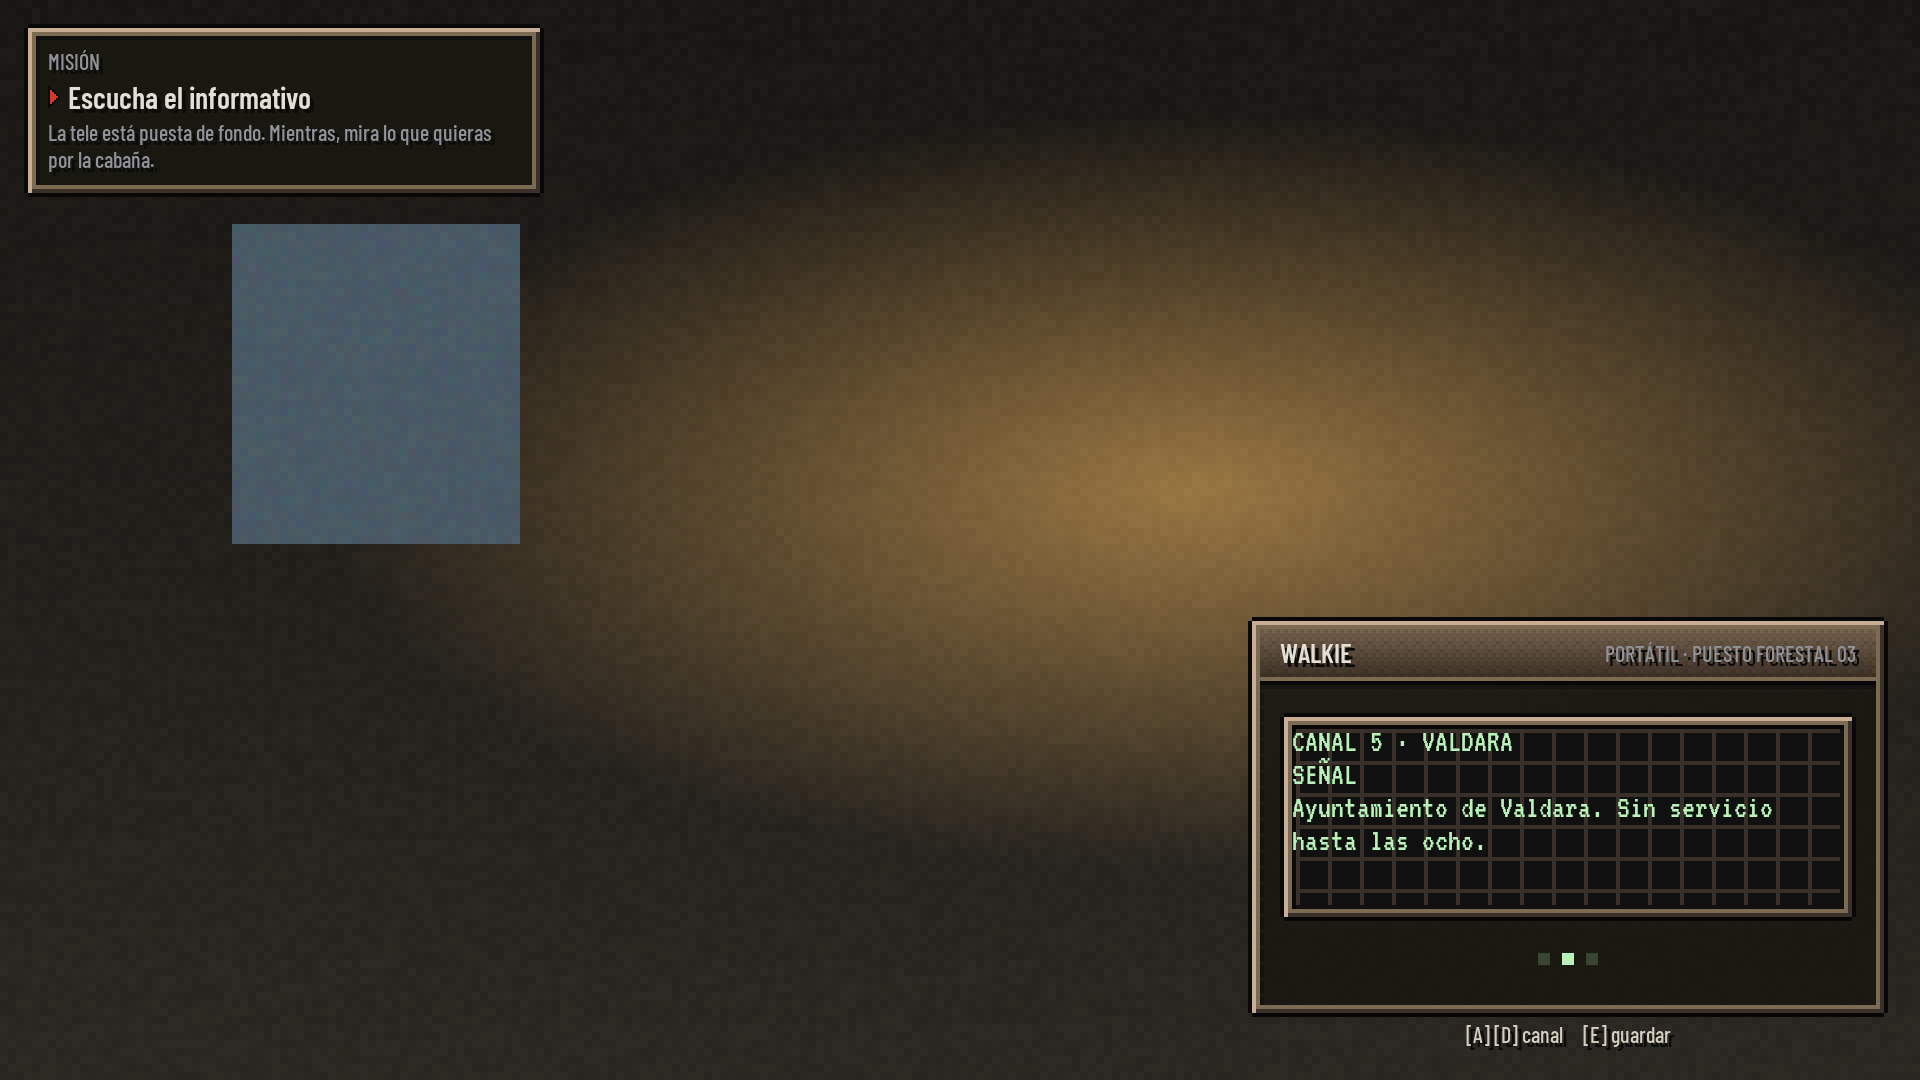 MISIÓN
Escucha el informativo
La tele está puesta de fondo. Mientras, mira lo que quieras
por la cabaña.
WALKIE
PORTÁTIL · PUESTO FORESTAL 03
CANAL 5 · VALDARA
SEÑAL
Ayuntamiento de Valdara. Sin servicio
hasta las ocho.
[A][D] canal [E] guardar